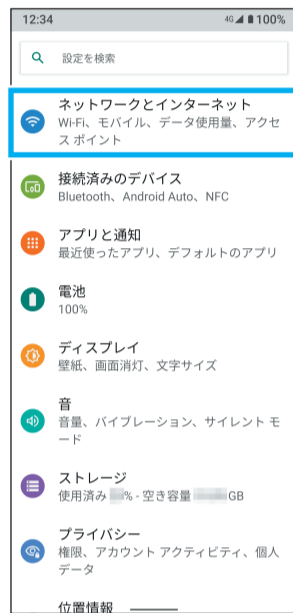 12:34
4G 100%
設定を検索
ネットワークとインターネット
Wi-Fi、モバイル、データ使用量、アクセ
ス ポイント
接続済みのデバイス
Bluetooth、Android Auto、NFC
アプリと通知
最近使ったアプリ、デフォルトのアプリ
電池
100%
ディスプレイ
壁紙、画面消灯、文字サイズ
音
音量、バイブレーション、サイレント モ
ード
ストレージ
使用済み % - 空き容量 GB
プライバシー
権限、アカウント アクティビティ、個人
データ
位置情報